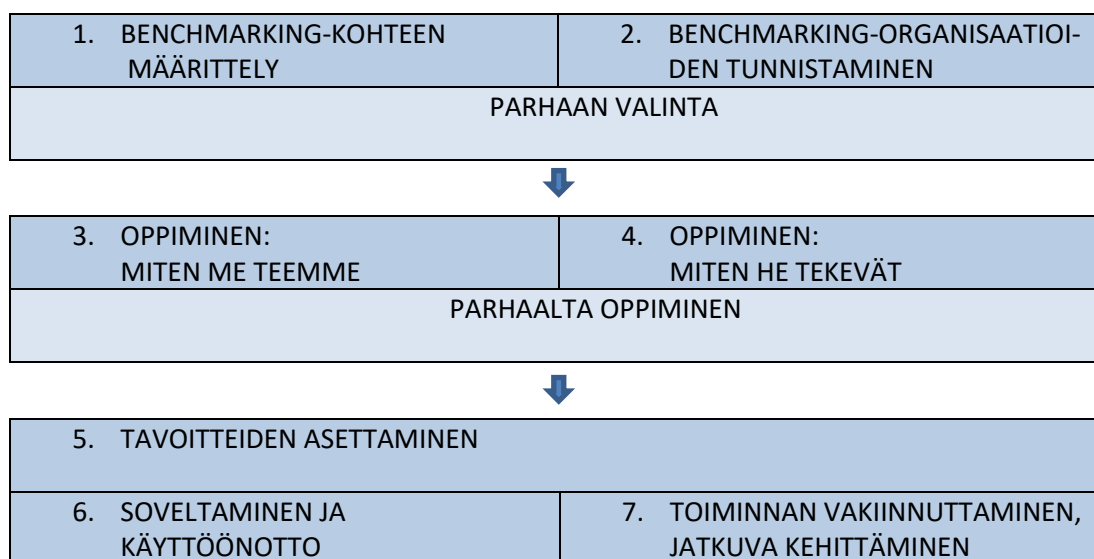 1. BENCHMARKING-KOHTEEN
MÄÄRITTELY
2. BENCHMARKING-ORGANISAATIOI-
DEN TUNNISTAMINEN
PARHAAN VALINTA
3. OPPIMINEN:
MITEN ME TEEMME
4. OPPIMINEN:
MITEN HE TEKEVÄT
PARHAALTA OPPIMINEN
5. TAVOITTEIDEN ASETTAMINEN
6. SOVELTAMINEN JA
KÄYTTÖÖNOTTO
7. TOIMINNAN VAKIINNUTTAMINEN,
JATKUVA KEHITTÄMINEN